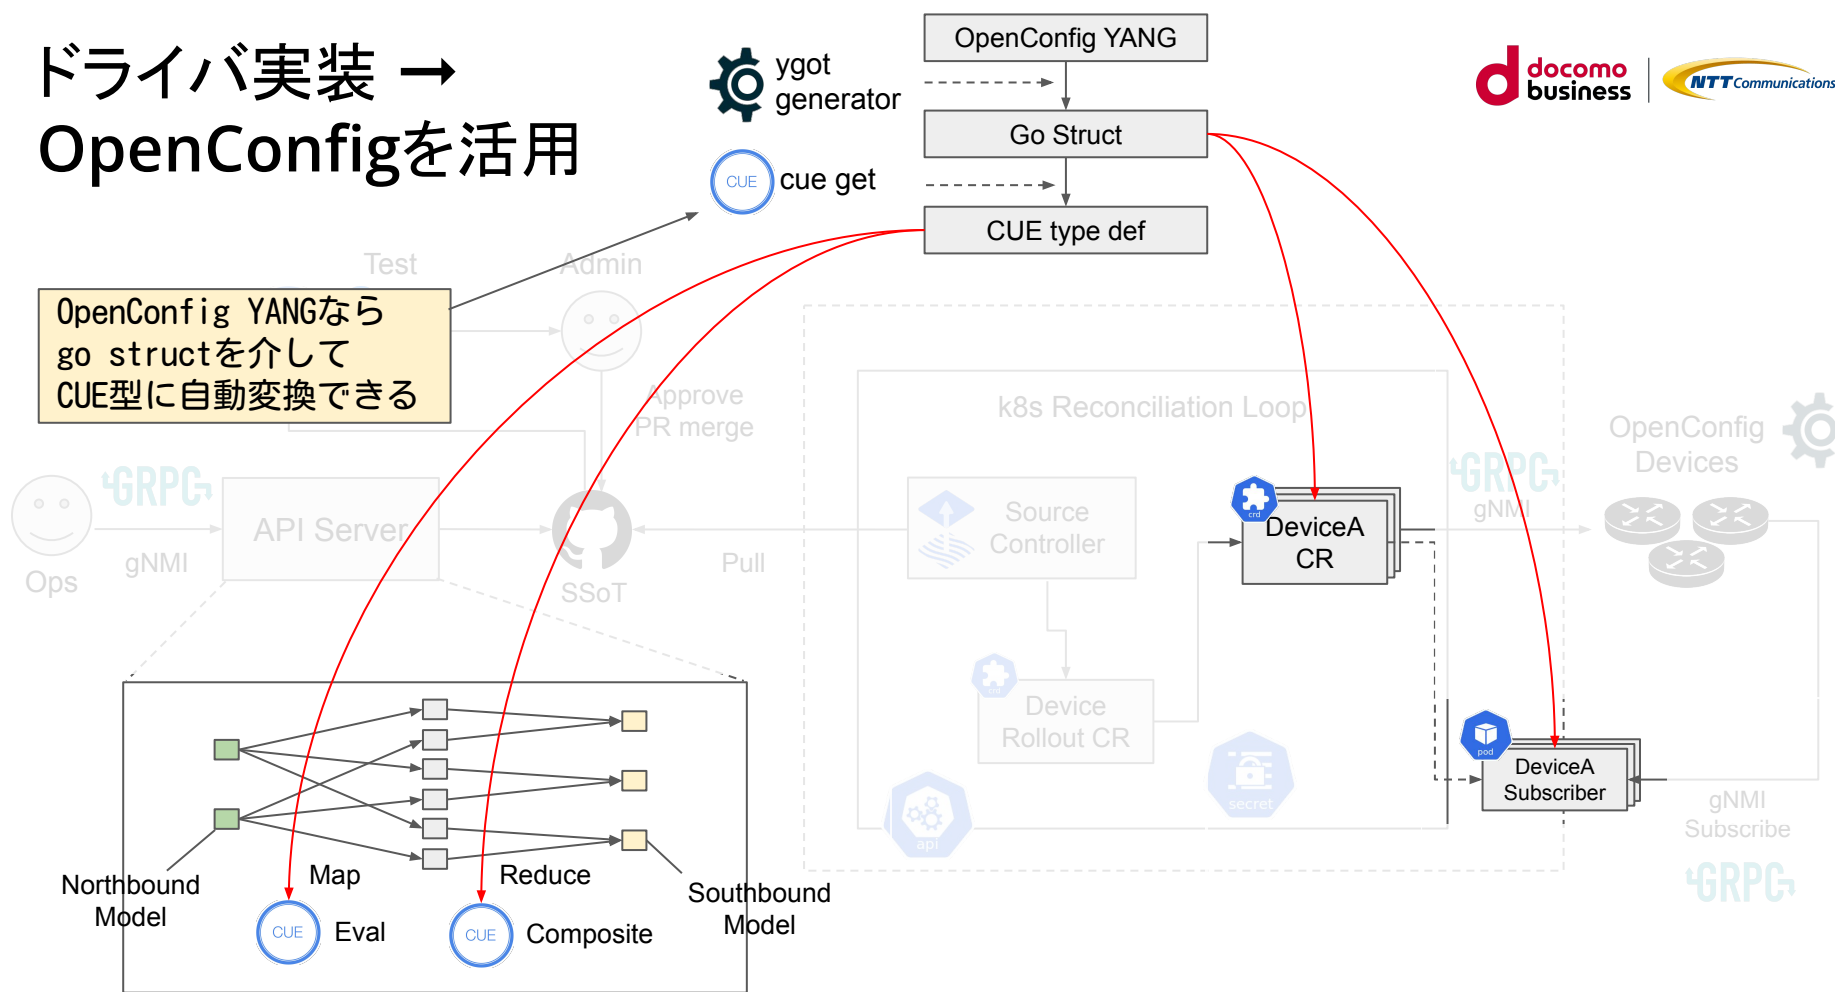 ドライバ実装 →
OpenConfigを活用
ygot
generator
cue get
CUE
OpenConfig YANG
Go Struct
CUE type def
docomo
business
NTT Communications
OpenConfig YANGなら
go structを介して
CUE型に自動変換できる
Test
Admin
Approve
PR merge
k8s Reconciliation Loop
OpenConfig
Devices
GRPC
gNMI
Ops
API Server
SSoT
Pull
Source
Controller
crd
DeviceA
CR
GRPC
gNMI
crd
Device
Rollout CR
secret
api
pod
DeviceA
Subscriber
gNMI
Subscribe
GRPC
Northbound
Model
Map
Reduce
Southbound
Model
CUE
Eval
CUE
Composite